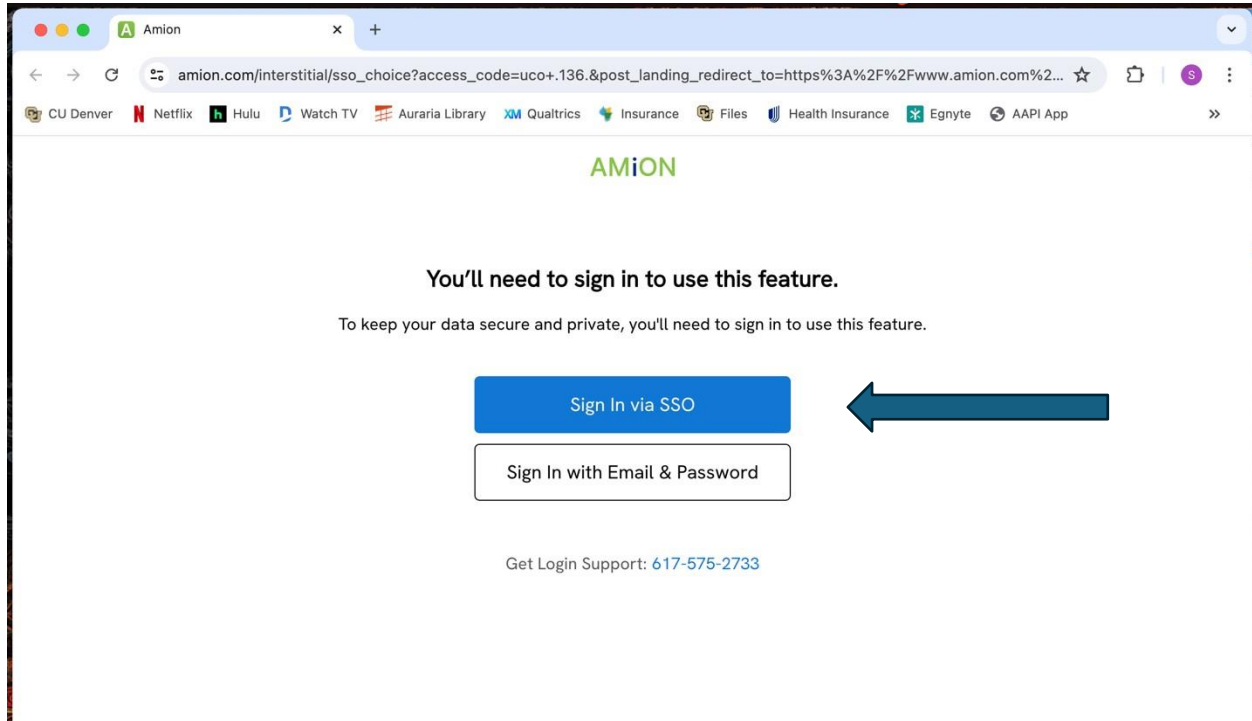 Amion
amion.com/interstitial/sso_choice?access_code=uco+.136.&post_landing_redirect_to=https%3A%2F%2Fwww.amion.com%2...
S
CU Denver Netflix Hulu Watch TV Auraria Library XM Qualtrics Insurance Files Health Insurance Egnyte AAPI App
AMiON
You'll need to sign in to use this feature.
To keep your data secure and private, you'll need to sign in to use this feature.
Sign In via SSO
Sign In with Email & Password
Get Login Support: 617-575-2733